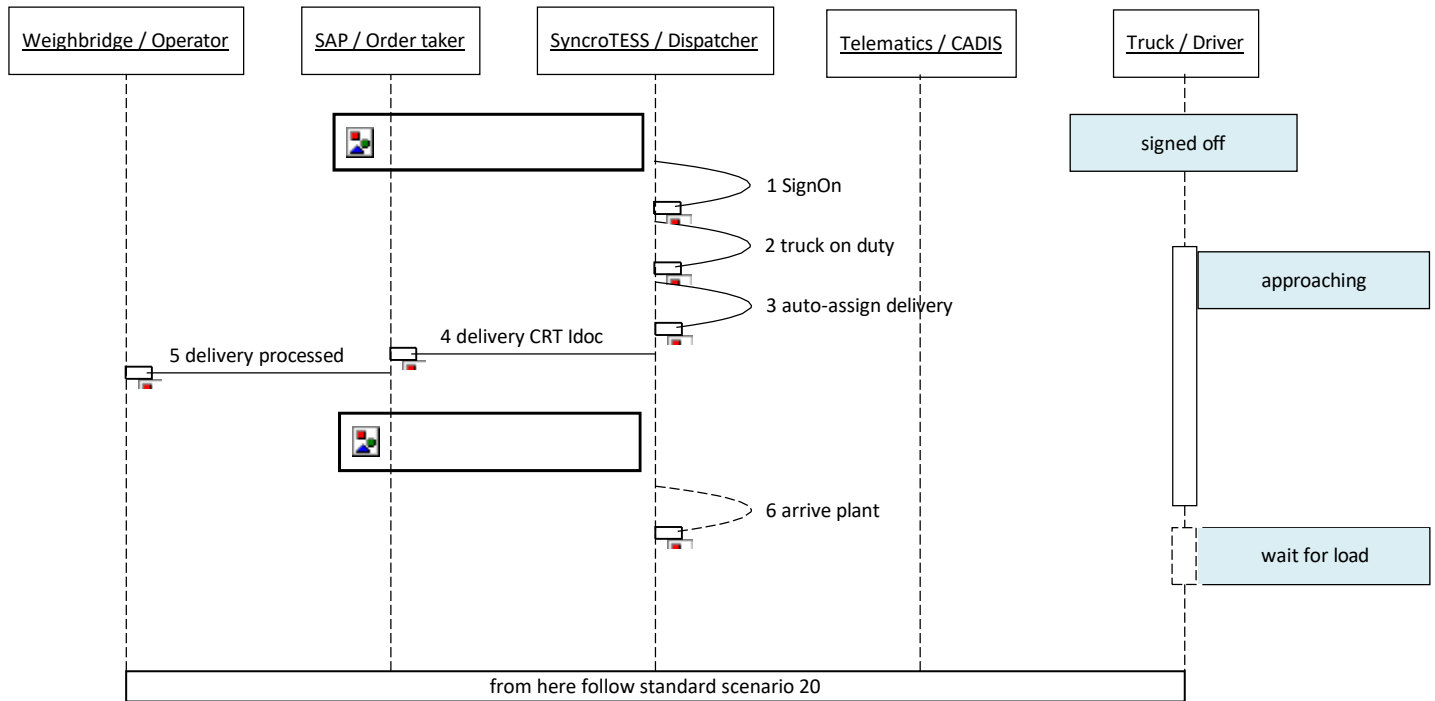 Weighbridge / Operator
SAP / Order taker
SyncroTESS / Dispatcher
Telematics / CADIS
Truck / Driver
signed off
1 SignOn
2 truck on duty
approaching
3 auto-assign delivery
4 delivery CRT Idoc
5 delivery processed
6 arrive plant
wait for load
from here follow standard scenario 20